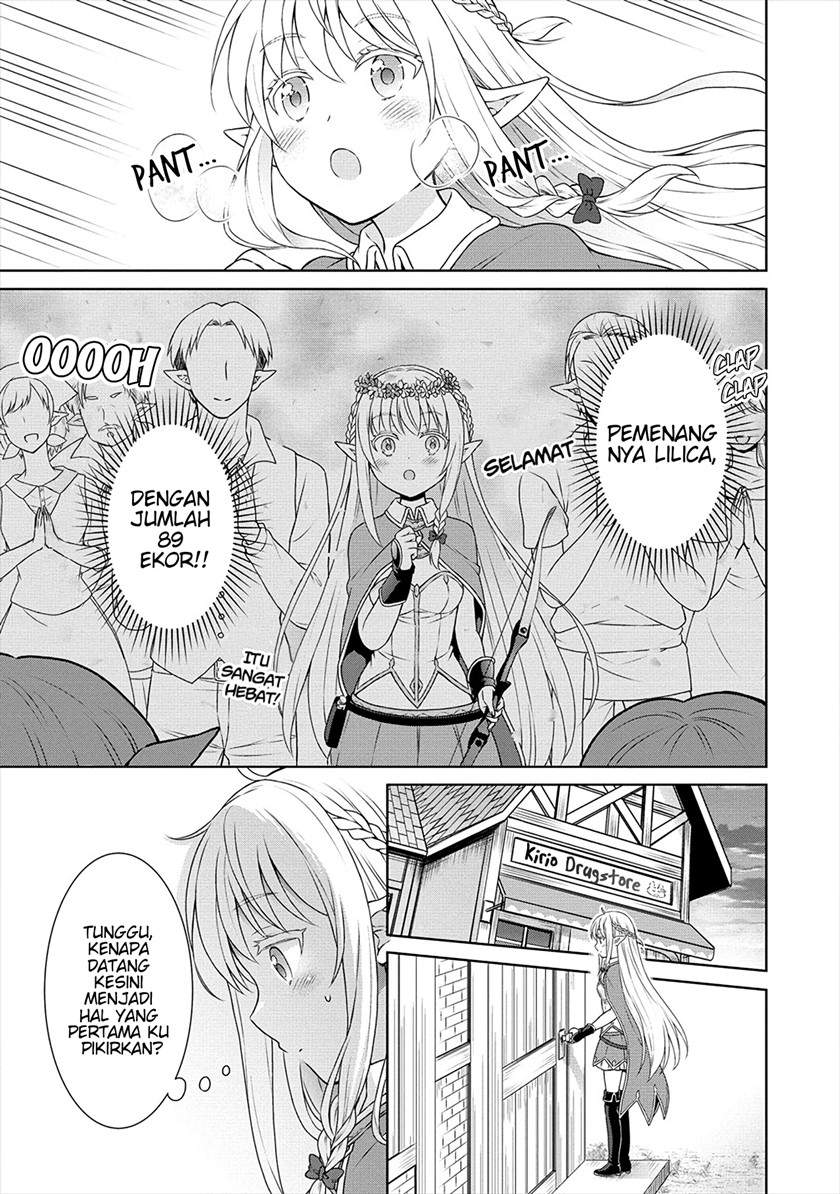 PANT...
PANT...
CLAP
CLAP
PEMENANG
NYA LILICA,
SELAMAT
OOOOH
DENGAN
JUMLAH
89
EKOR!!
ITU
SANGAT
HEBAT!
Kirio Drugstore
TUNGGU,
KENAPA
DATANG
KESINI
MENJADI
HAL YANG
PERTAMA KU
PIKIRKAN?